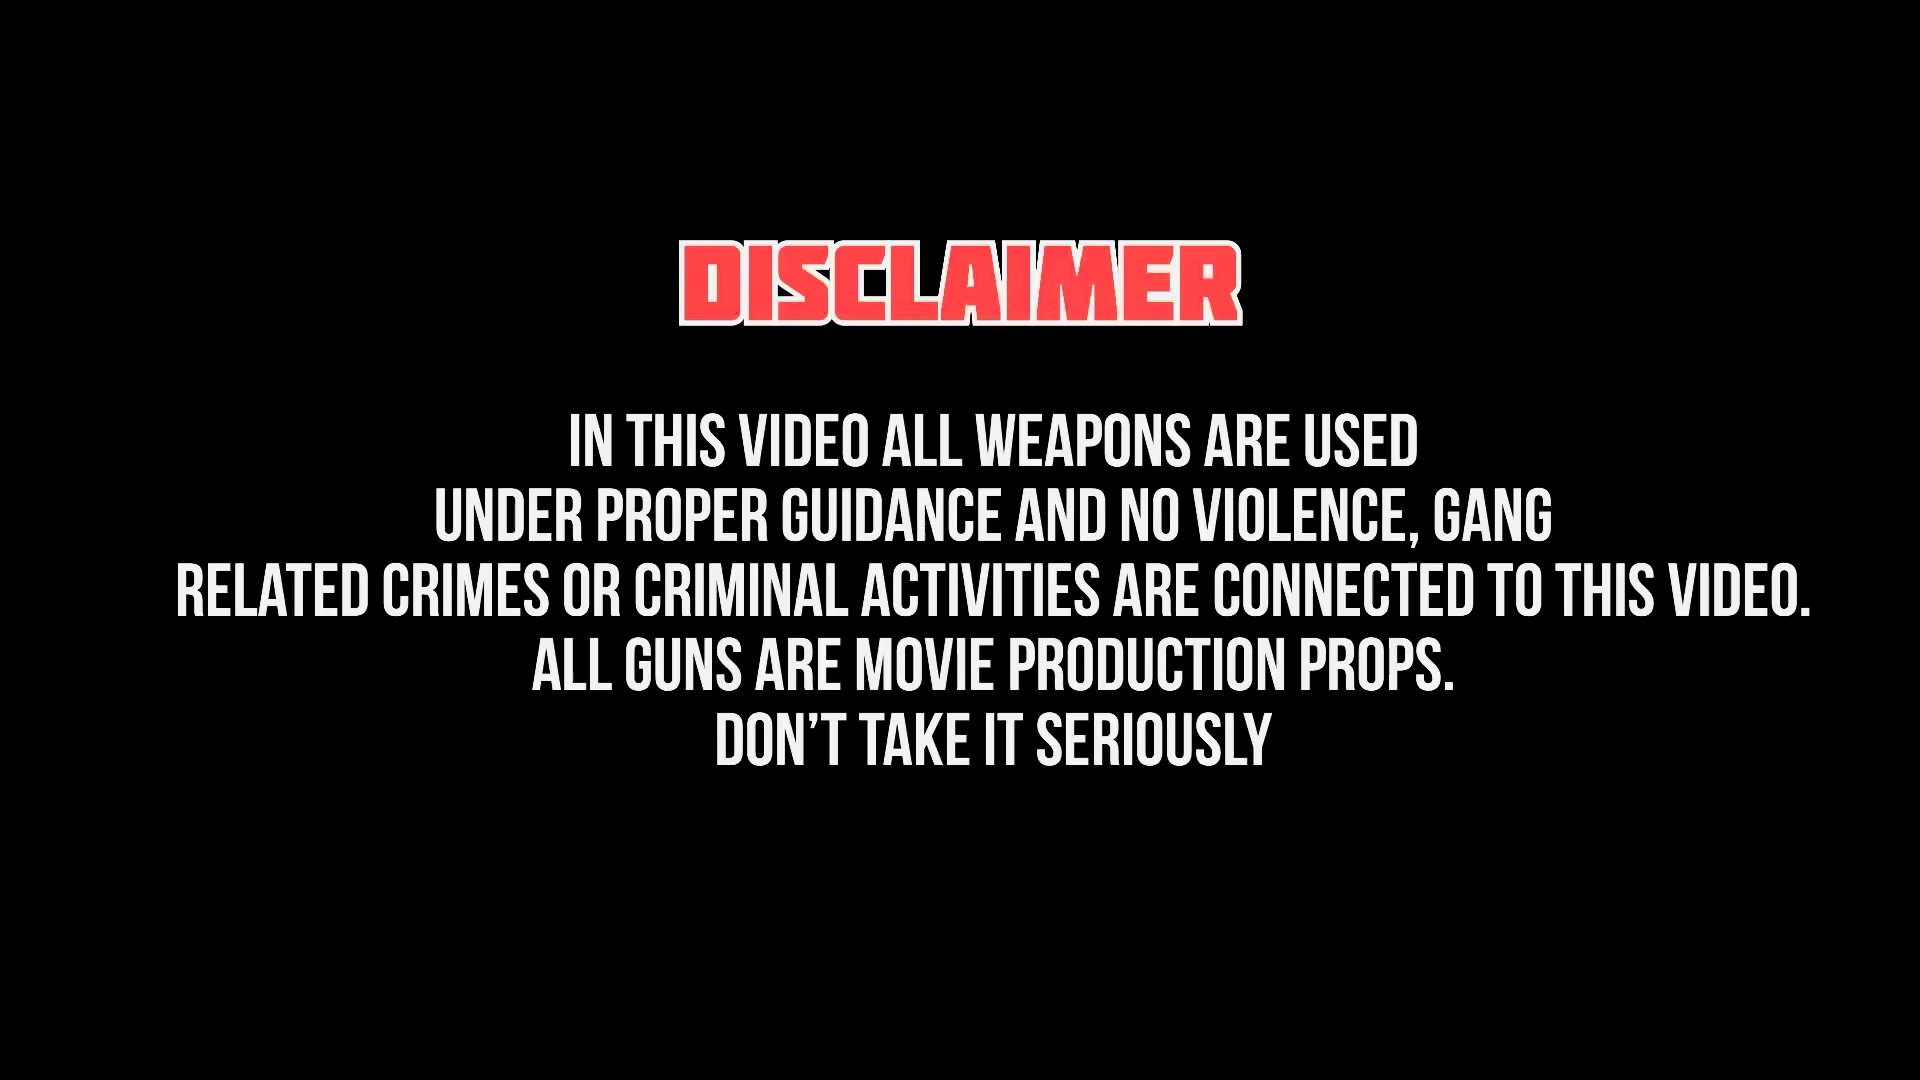 DISCLAIMER
IN THIS VIDEO ALL WEAPONS ARE USED
UNDER PROPER GUIDANCE AND NO VIOLENCE, GANG
RELATED CRIMES OR CRIMINAL ACTIVITIES ARE CONNECTED TO THIS VIDEO.
ALL GUNS ARE MOVIE PRODUCTION PROPS.
DON’T TAKE IT SERIOUSLY